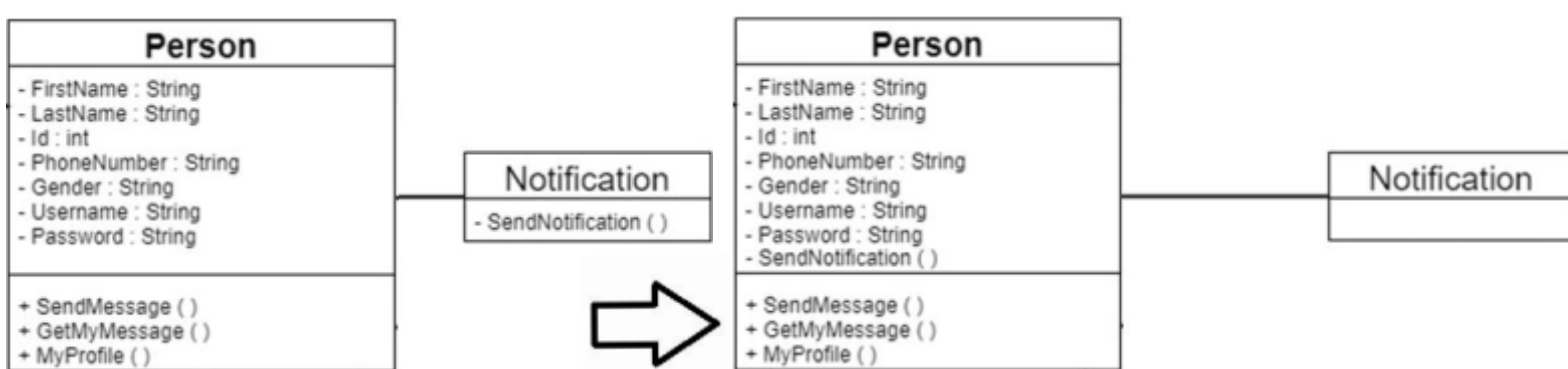 Person
- FirstName : String
- LastName : String
- Id : int
- PhoneNumber : String
- Gender : String
- Username : String
- Password : String
+ SendMessage ( )
+ GetMyMessage ( )
+ MyProfile ( )
Notification
- SendNotification ( )
Person
- FirstName : String
- LastName : String
- Id : int
- PhoneNumber : String
- Gender : String
- Username : String
- Password : String
- SendNotification ( )
+ SendMessage ( )
+ GetMyMessage ( )
+ MyProfile ( )
Notification